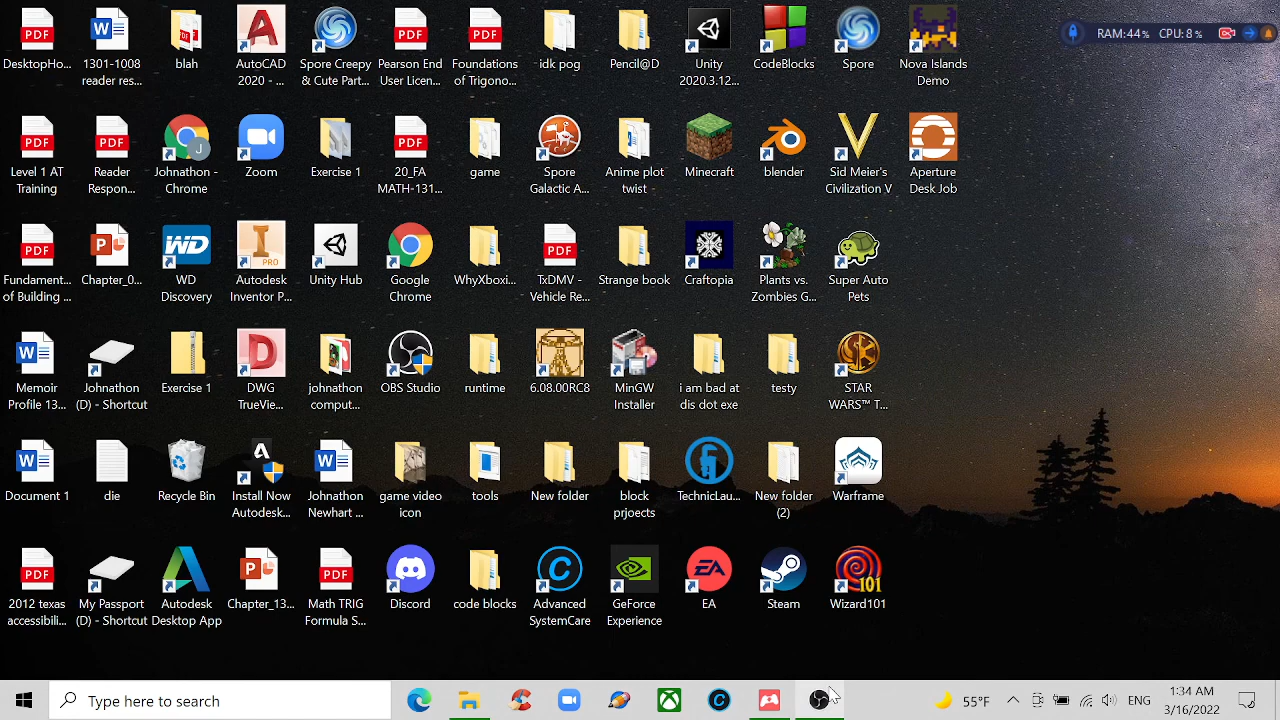 DesktopHo...
1301-1008
reader res...
blah
AutoCAD
2020 - ...
Spore Creepy
& Cute Part...
Pearson End
User Licen...
Foundations
of Trigono...
idk pog
Pencil@D
Unity
2020.3.12...
CodeBlocks
Spore
Nova Islands
Demo
RAM:44%
CPU:8%
Level 1 AT
Training
Reader
Respon...
Johnathon -
Chrome
Zoom
Exercise 1
20_FA
MATH-131...
game
Spore
Galactic A...
Anime plot
twist
Minecraft
blender
Sid Meier's
Civilization V
Aperture
Desk Job
Fundament...
of Building ...
Chapter_0...
WD
Discovery
Autodesk
Inventor P...
Unity Hub
Google
Chrome
WhyXboxi...
TxDMV -
Vehicle Re...
Strange book
Craftopia
Plants vs.
Zombies G...
Super Auto
Pets
Memoir
Profile 13...
Johnathon
(D) - Shortcut
Exercise 1
DWG
TrueVie...
johnathon
comput...
OBS Studio
runtime
6.08.00RC8
MinGW
Installer
i am bad at
dis dot exe
testy
STAR
WARS™ T...
Document 1
die
Recycle Bin
Install Now
Autodesk...
Johnathon
Newhart ...
game video
icon
tools
New folder
block
prjoects
TechnicLau...
New folder
(2)
Warframe
2012 texas
accessibili...
My Passport
(D) - Shortcut
Autodesk
Desktop App
Chapter_13...
Math TRIG
Formula S...
Discord
code blocks
Advanced
SystemCare
GeForce
Experience
EA
Steam
Wizard101
Type here to search
55°F
ENG
1:34 AM
3/16/2022